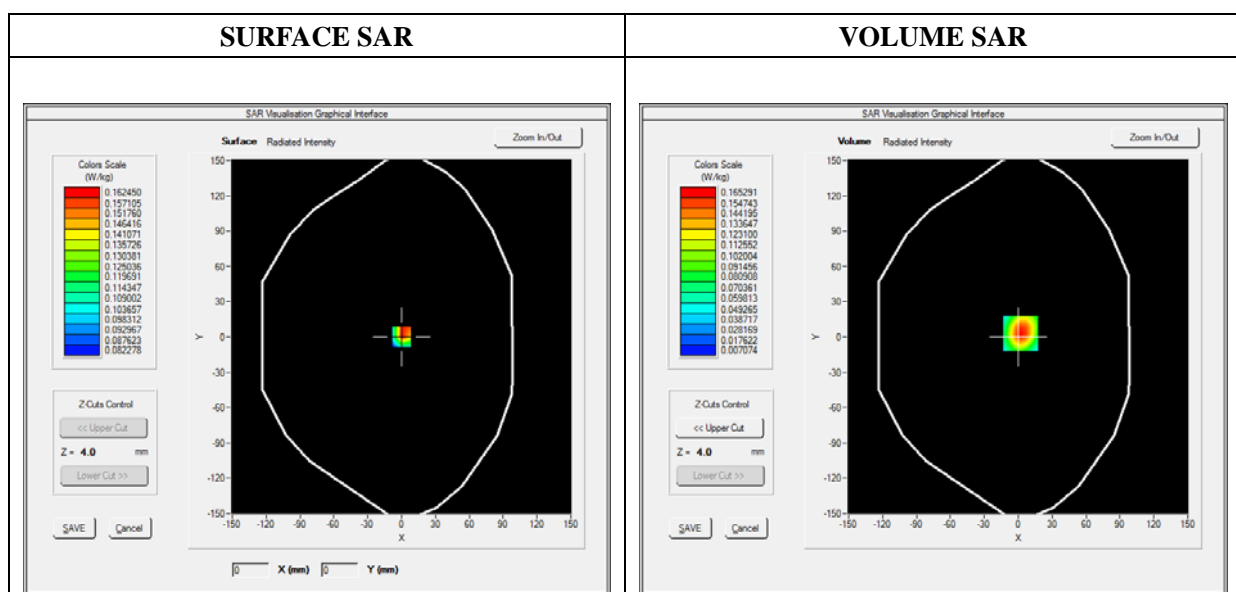 SURFACE SAR
VOLUME SAR
SAR Visualisation Graphical Interface
Surface Radiated Intensity
Zoom In/Out
Colors Scale
(W/kg)
0.162450
0.157105
0.151760
0.146416
0.141071
0.135726
0.130381
0.125036
0.119691
0.114347
0.109002
0.103657
0.098312
0.092967
0.087623
0.082278
Z-Cuts Control
<< Upper Cut
Z = 4.0 mm
Lower Cut >>
SAVE Cancel
150
120
90
60
30
0
-30
-60
-90
-120
-150
Y
-150 -120 -90 -60 -30 0 30 60 90 120 150
X
0 X (mm) 0 Y (mm)
SAR Visualisation Graphical Interface
Volume Radiated Intensity
Zoom In/Out
Colors Scale
(W/kg)
0.165291
0.154743
0.144195
0.133647
0.123100
0.112552
0.102004
0.091456
0.080908
0.070361
0.059813
0.049265
0.038717
0.028169
0.017622
0.007074
Z-Cuts Control
<< Upper Cut
Z = 4.0 mm
Lower Cut >>
SAVE Cancel
150
120
90
60
30
0
-30
-60
-90
-120
-150
Y
-150 -120 -90 -60 -30 0 30 60 90 120 150
X